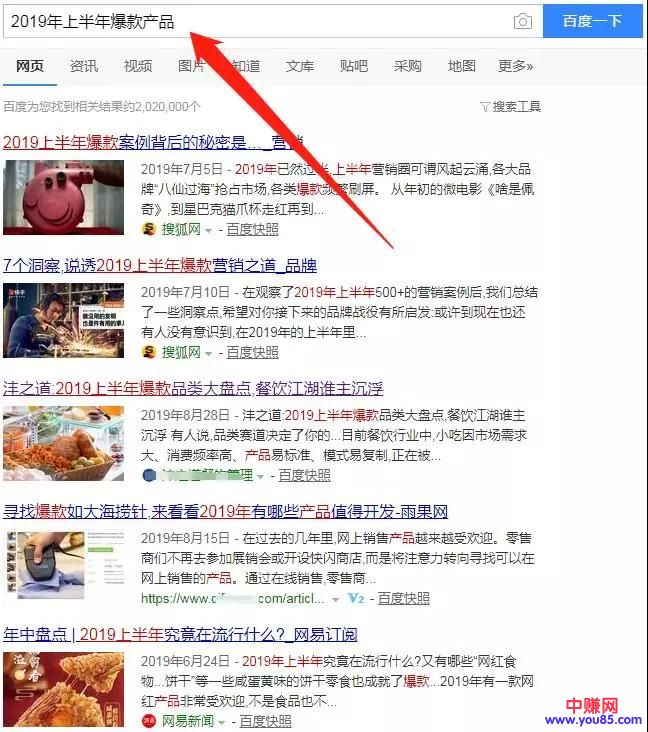 2019年上半年爆款产品
百度一下
网页 资讯 视频 图片 知道 文库 贴吧 采购 地图 更多»
百度为您找到相关结果约2,020,000个
搜索工具
2019上半年爆款案例背后的秘密是…_营销
2019年7月5日 - 2019年已然过半,上半年营销圈可谓风起云涌,各大品
牌“八仙过海”抢占市场,各类爆款频繁刷屏。 从年初的微电影《啥是佩
奇》,到星巴克猫爪杯走红再到...
搜狐网 - 百度快照
7个洞察,说透2019上半年爆款营销之道_品牌
2019年7月10日 - 在观察了2019年上半年500+的营销案例后,我们总结
了一些洞察点,希望对你接下来的品牌战役有所启发:或许到现在也还
有人没有意识到,在2019年的上半年里...
搜狐网 - 百度快照
沣之道:2019上半年爆款品类大盘点,餐饮江湖谁主沉浮
2019年8月28日 - 沣之道:2019上半年爆款品类大盘点,餐饮江湖谁主
沉浮 有人说,品类赛道决定了你的...目前餐饮行业中,小吃因市场需求
大、消费频率高、产品易标准、模式易复制,正在被...
管理 - 百度快照
寻找爆款如大海捞针,来看看2019年有哪些产品值得开发-雨果网
2019年8月15日 - 在过去的几年里,网上销售产品越来越受欢迎。零售
商们不再去参加展销会或开设快闪商店,而是将注意力转向寻找可以在
网上销售的产品。通过在线销售,零售商...
https://www.ci com/articl... V2 - 百度快照
年中盘点 | 2019上半年究竟在流行什么?_网易订阅
2019年6月24日 - 2019年上半年究竟在流行什么?又有哪些“网红食
物...饼干”等一些咸蛋黄味的饼干零食也成就了爆款...2019年有一款网
红产品非常受欢迎,不是食品也不...
网易新闻 - 百度快照
中赚网
www.you85.com